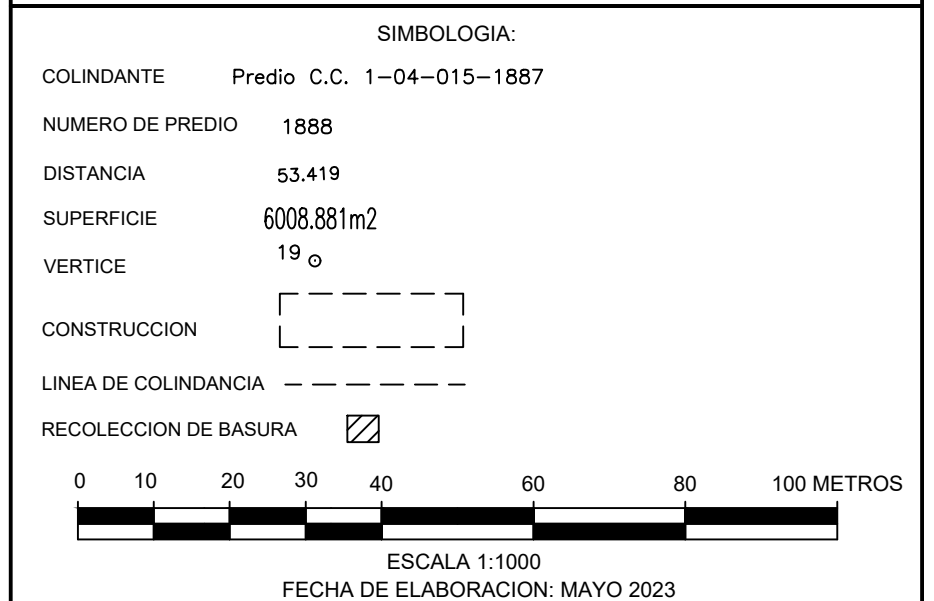 SIMBOLOGIA:
COLINDANTE Predio C.C. 1-04-015-1887
NUMERO DE PREDIO 1888
DISTANCIA 53.419
SUPERFICIE 6008.881m2
VERTICE 19
CONSTRUCCION
LINEA DE COLINDANCIA
RECOLECCION DE BASURA
0 10 20 30 40 60 80 100 METROS
ESCALA 1:1000
FECHA DE ELABORACION: MAYO 2023